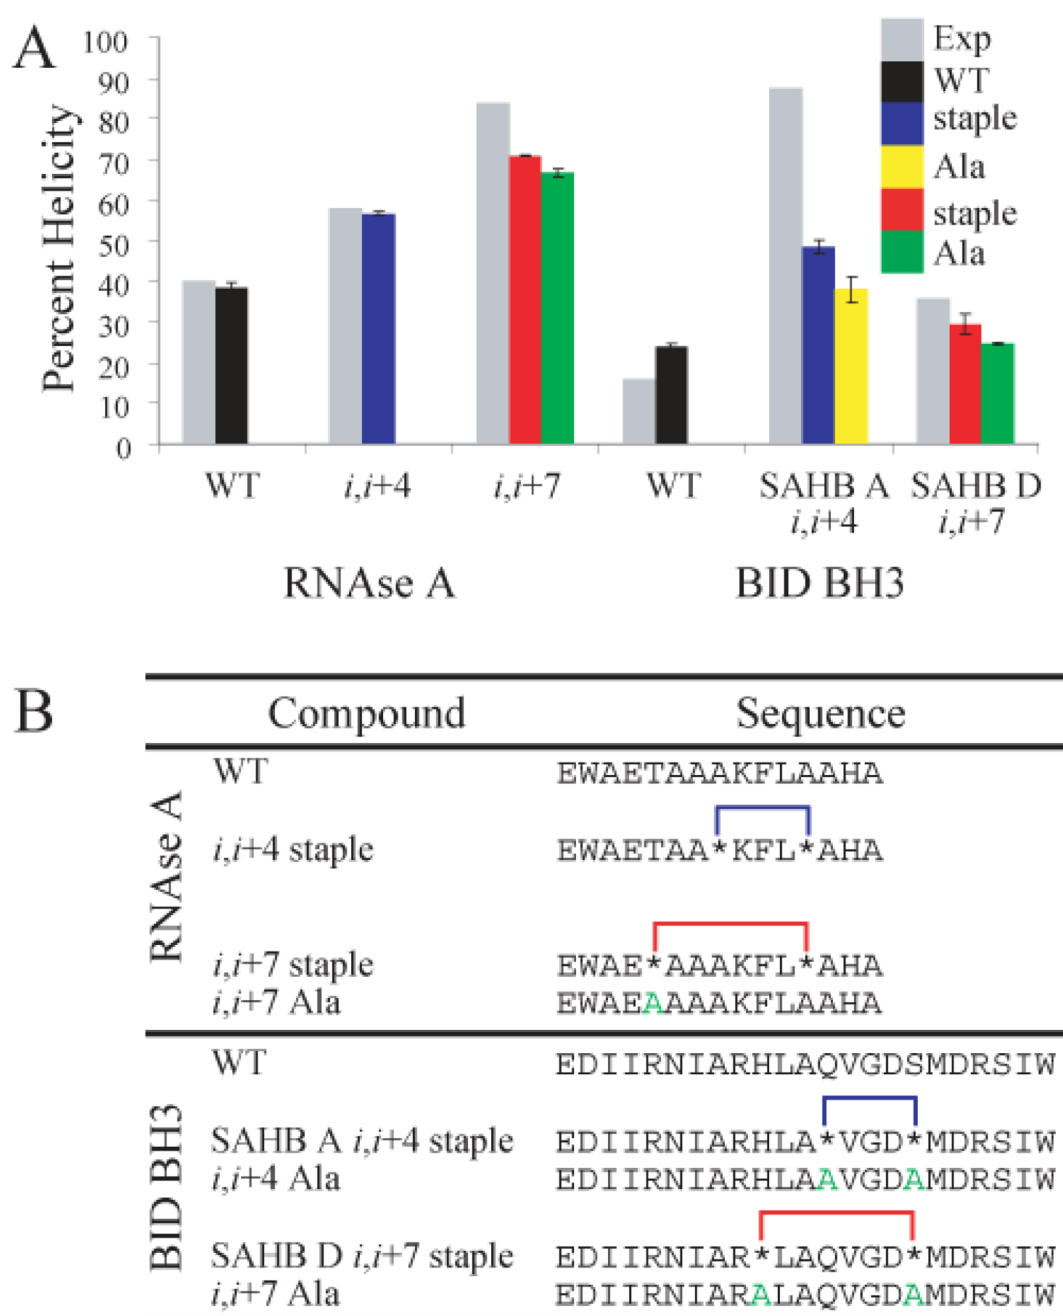 A
Percent Helicity
100
90
80
70
60
50
40
30
20
10
0
Exp
WT
staple
Ala
staple
Ala
WT i,i+4 i,i+7 WT SAHB A SAHB D
i,i+4 i,i+7
RNAse A BID BH3
B
Compound Sequence
RNAse A
WT EWAETAAAKFLAAHA
i,i+4 staple EWAETAA*KFL*AHA
i,i+7 staple EWAE*AAAKFL*AHA
i,i+7 Ala EWAEAAAAKFLAAHA
BID BH3
WT EDIIRNIARHLAQVGDSMDRSIW
SAHB A i,i+4 staple EDIIRNIARHLA*VGD*MDRSIW
i,i+4 Ala EDIIRNIARHLAAVGDAMDRSIW
SAHB D i,i+7 staple EDIIRNIAR*LAQVGD*MDRSIW
i,i+7 Ala EDIIRNIARALAQVGDAMDRSIW